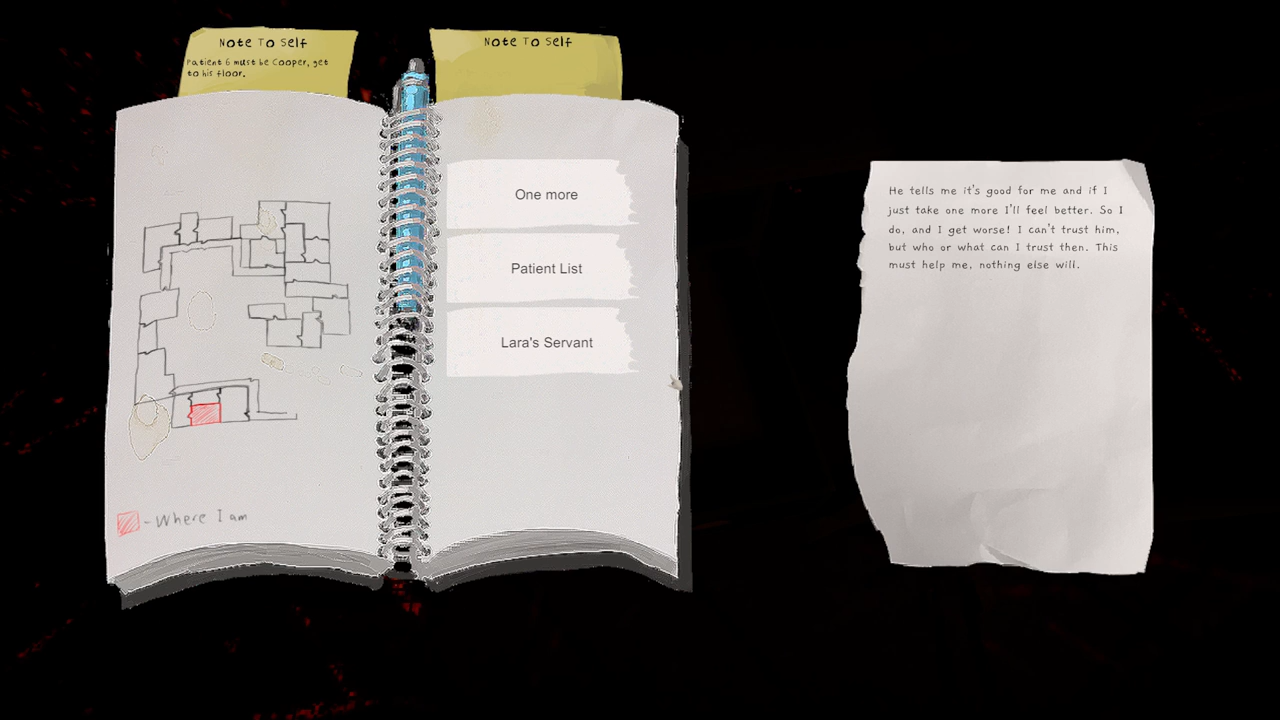 Note To Self
Patient 6 must be Cooper, get
to his floor.
Note To Self
One more
Patient List
Lara's Servant
- Where I am
He tells me it's good for me and if I
just take one more I'll feel better. So I
do, and I get worse! I can't trust him,
but who or what can I trust then. This
must help me, nothing else will.